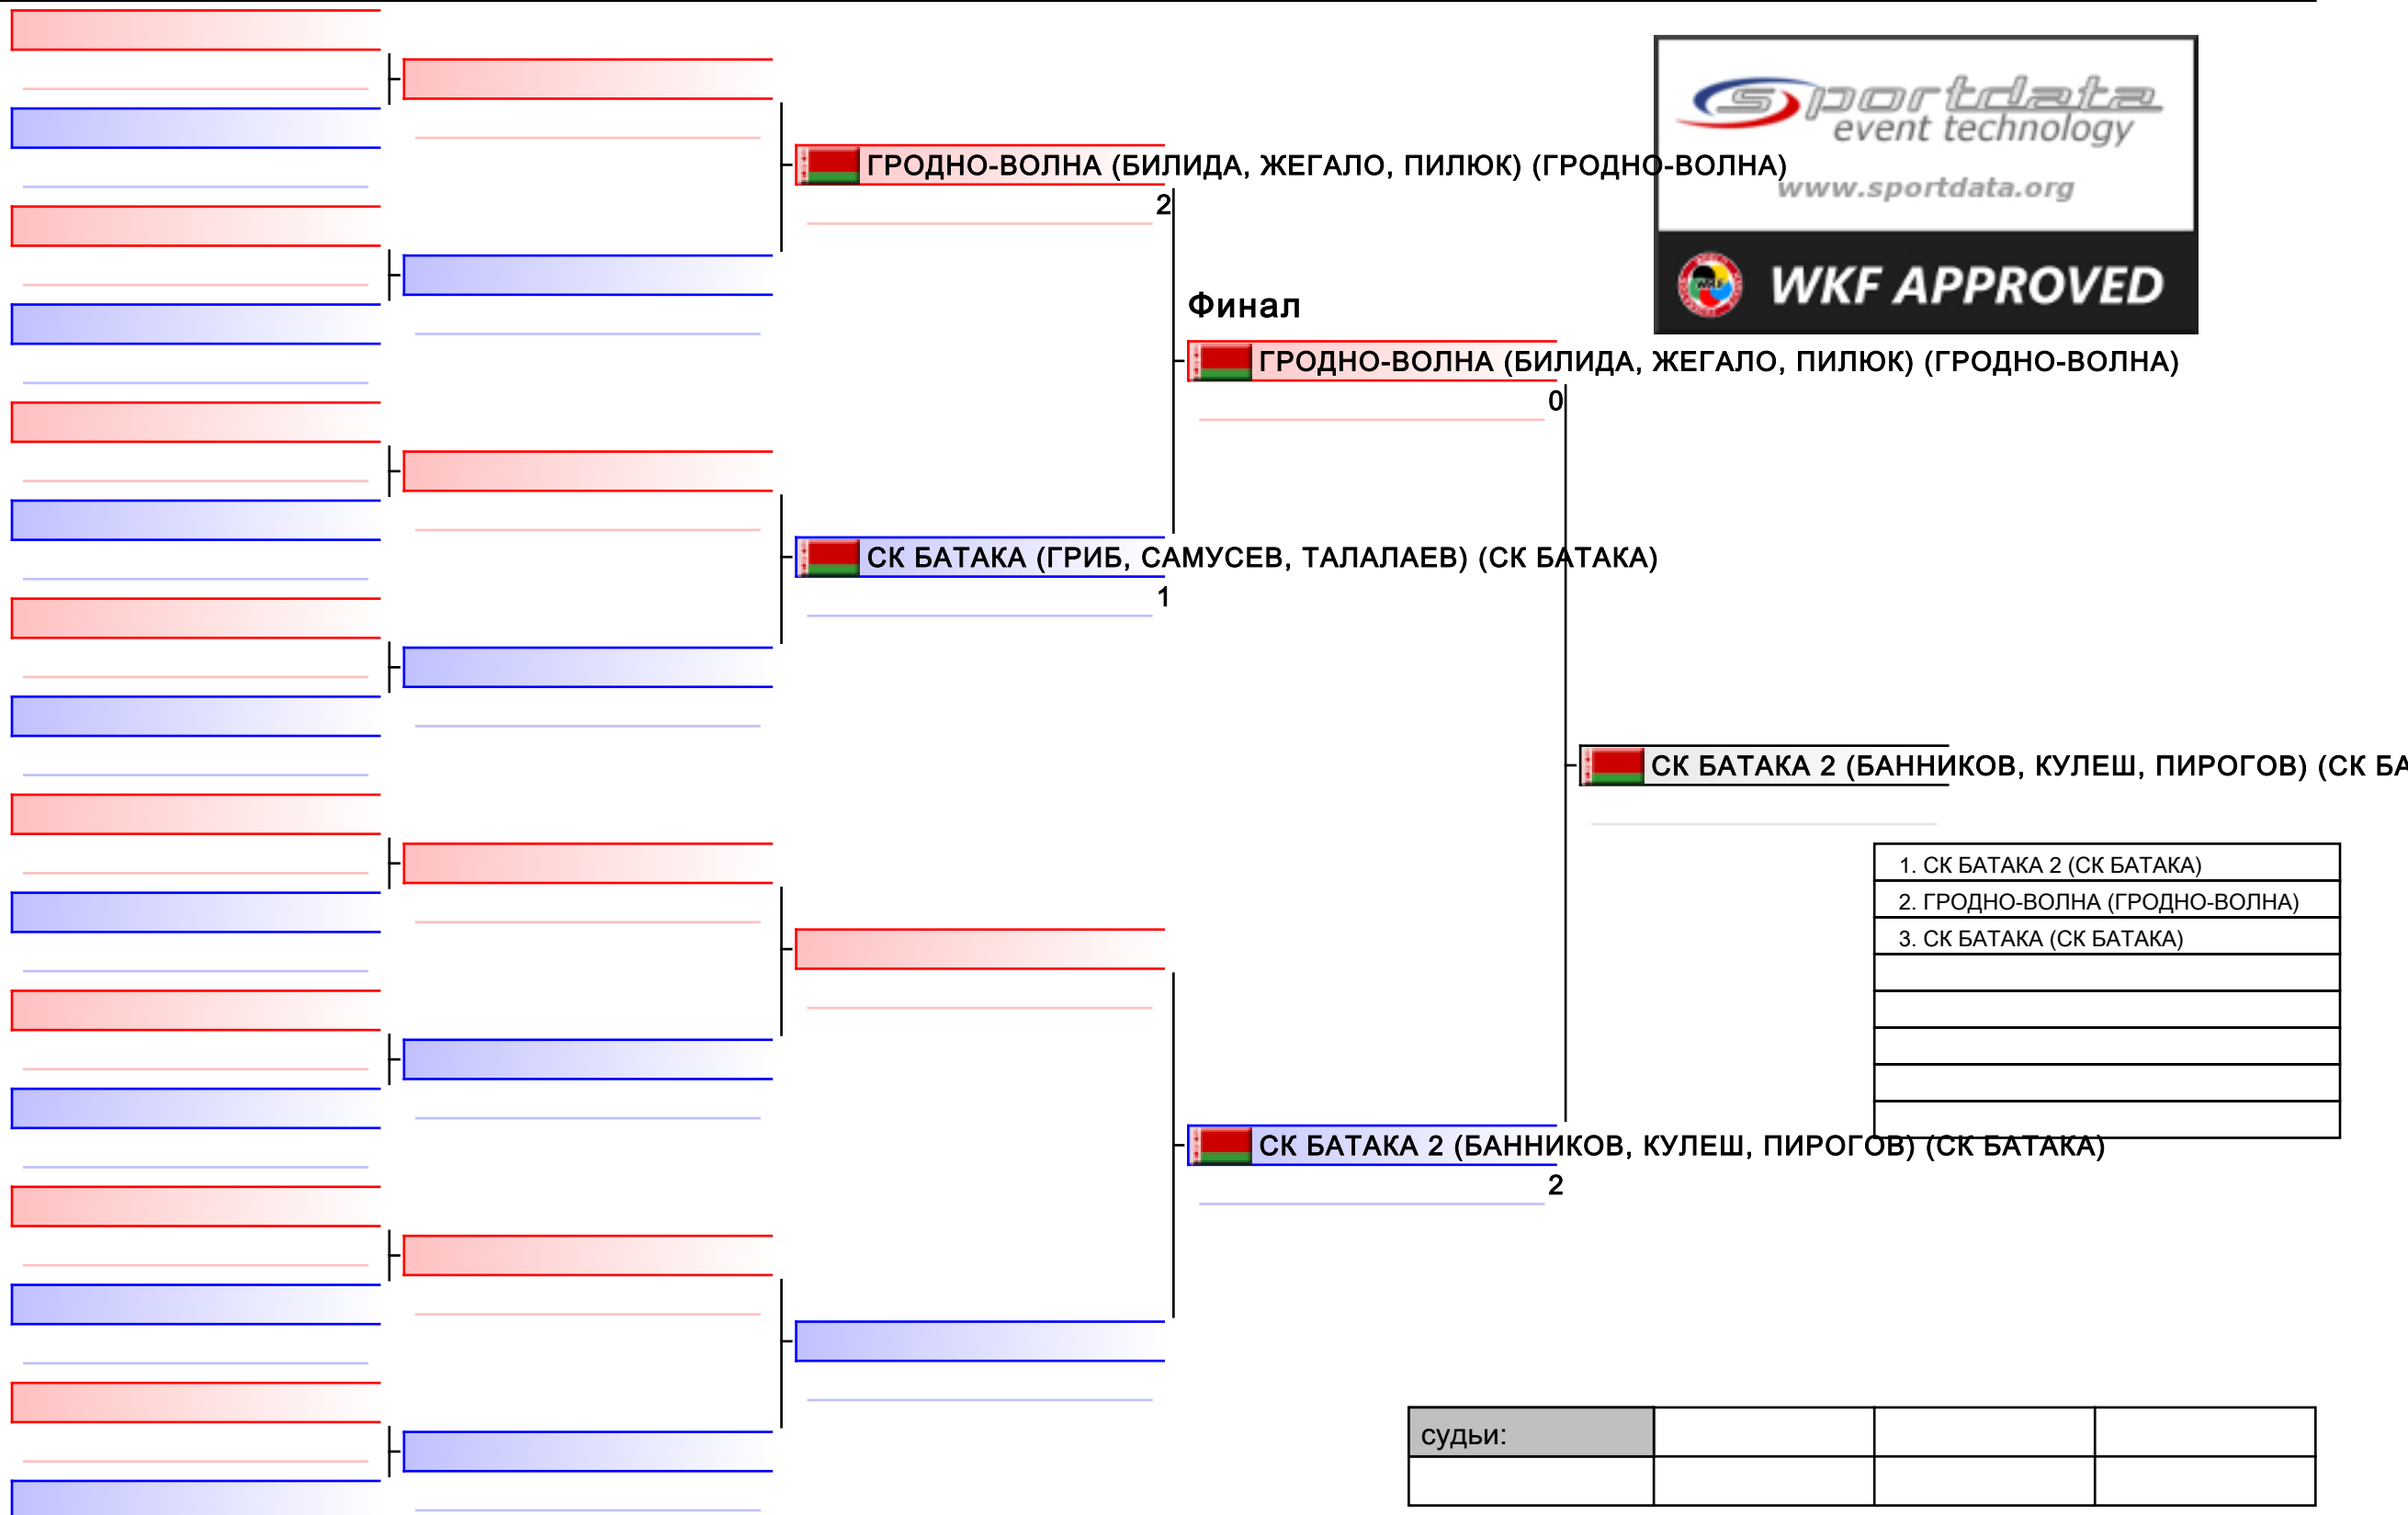 sportdata
event technology
www.sportdata.org
WKF APPROVED
ГРОДНО-ВОЛНА (БИЛИДА, ЖЕГАЛО, ПИЛЮК) (ГРОДНО-ВОЛНА)
2
Финал
ГРОДНО-ВОЛНА (БИЛИДА, ЖЕГАЛО, ПИЛЮК) (ГРОДНО-ВОЛНА)
0
СК БАТАКА (ГРИБ, САМУСЕВ, ТАЛАЛАЕВ) (СК БАТАКА)
1
СК БАТАКА 2 (БАННИКОВ, КУЛЕШ, ПИРОГОВ) (СК БА
1. СК БАТАКА 2 (СК БАТАКА)
2. ГРОДНО-ВОЛНА (ГРОДНО-ВОЛНА)
3. СК БАТАКА (СК БАТАКА)
СК БАТАКА 2 (БАННИКОВ, КУЛЕШ, ПИРОГОВ) (СК БАТАКА)
2
судьи: